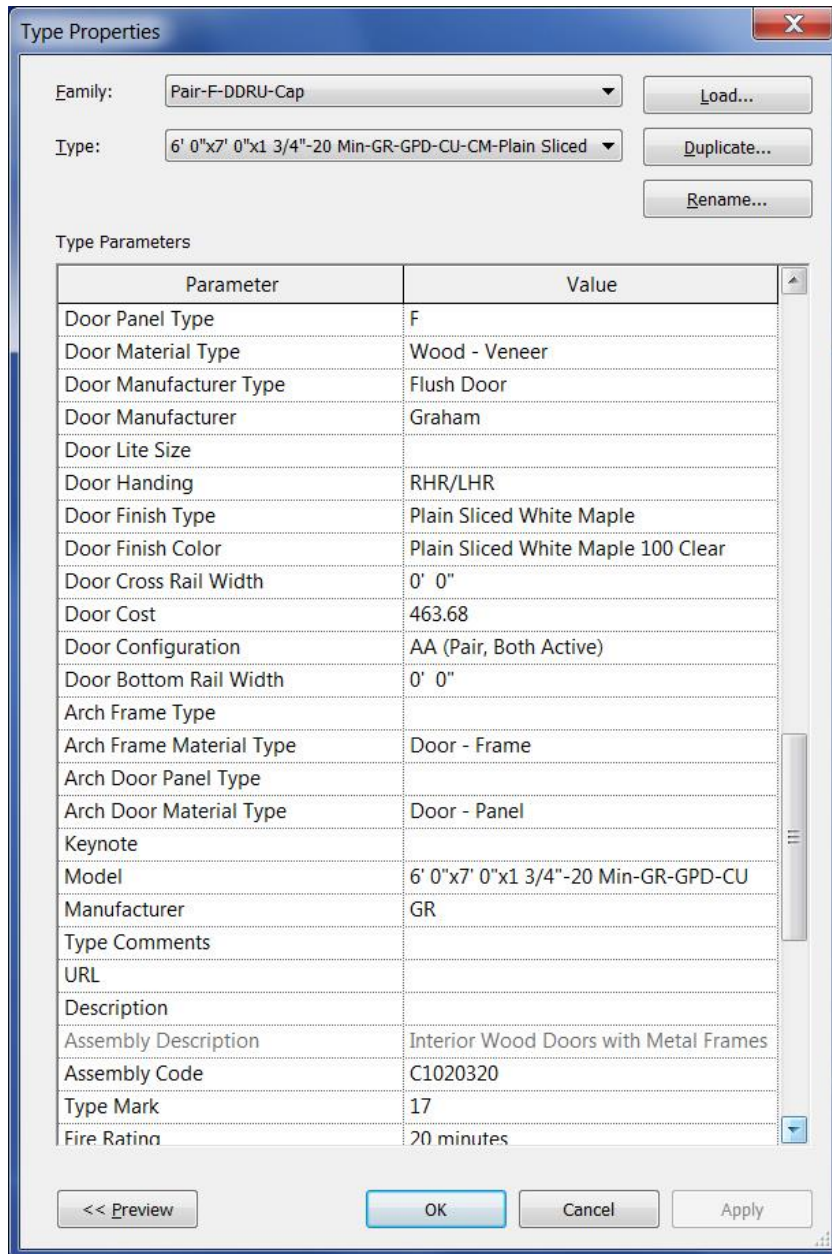 Type Properties
Family: Pair-F-DDRU-Cap Load...
Type: 6' 0"x7' 0"x1 3/4"-20 Min-GR-GPD-CU-CM-Plain Sliced Duplicate...
Rename...
Type Parameters
Parameter Value
Door Panel Type F
Door Material Type Wood - Veneer
Door Manufacturer Type Flush Door
Door Manufacturer Graham
Door Lite Size
Door Handing RHR/LHR
Door Finish Type Plain Sliced White Maple
Door Finish Color Plain Sliced White Maple 100 Clear
Door Cross Rail Width 0' 0"
Door Cost 463.68
Door Configuration AA (Pair, Both Active)
Door Bottom Rail Width 0' 0"
Arch Frame Type
Arch Frame Material Type Door - Frame
Arch Door Panel Type
Arch Door Material Type Door - Panel
Keynote
Model 6' 0"x7' 0"x1 3/4"-20 Min-GR-GPD-CU
Manufacturer GR
Type Comments
URL
Description
Assembly Description Interior Wood Doors with Metal Frames
Assembly Code C1020320
Type Mark 17
Fire Rating 20 minutes
<< Preview OK Cancel Apply